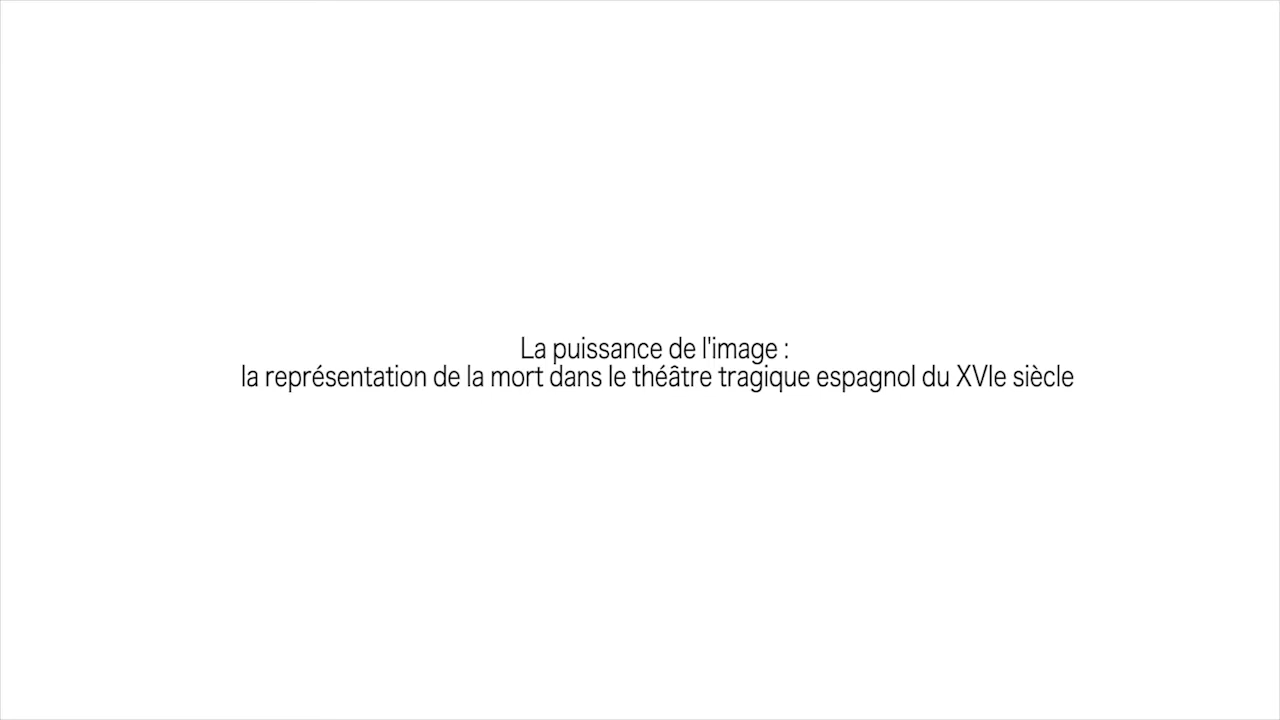 La puissance de l'image :
la représentation de la mort dans le théâtre tragique espagnol du XVIe siècle